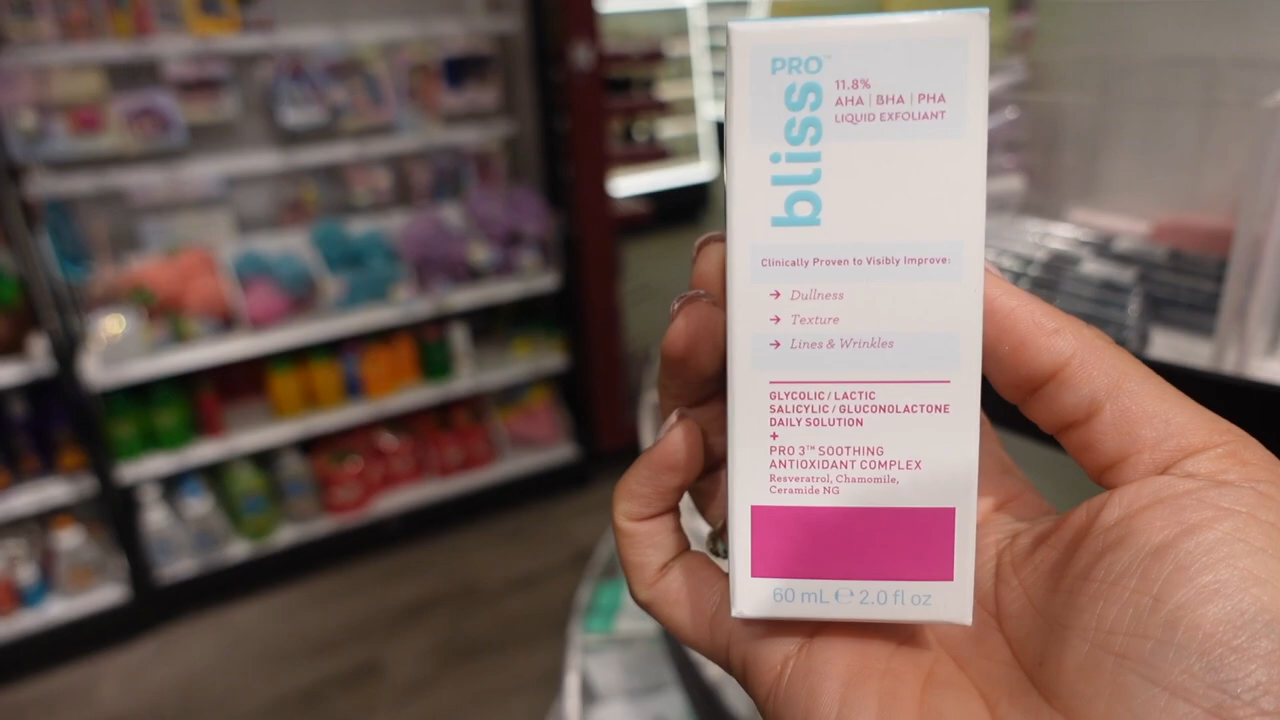 PRO™
bliss
11.8%
AHA | BHA | PHA
LIQUID EXFOLIANT
Clinically Proven to Visibly Improve:
→ Dullness
→ Texture
→ Lines & Wrinkles
GLYCOLIC / LACTIC
SALICYLIC / GLUCONOLACTONE
DAILY SOLUTION
+
PRO 3™ SOOTHING
ANTIOXIDANT COMPLEX
Resveratrol, Chamomile,
Ceramide NG
60 mL ℮ 2.0 fl oz